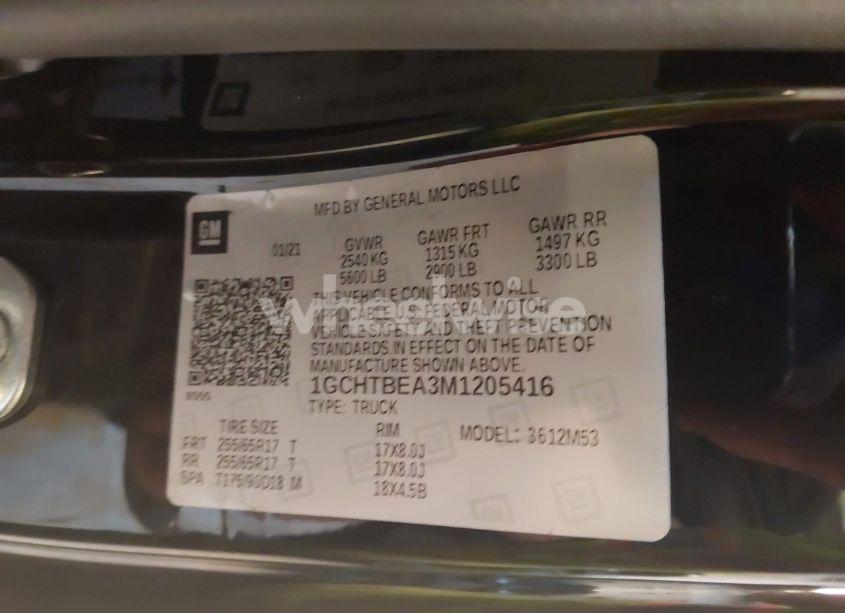 MFD BY GENERAL MOTORS LLC
GM
01/21
GVWR GAWR FRT GAWR RR
2540 KG 1315 KG 1497 KG
5600 LB 2900 LB 3300 LB
THIS VEHICLE CONFORMS TO ALL
APPLICABLE U.S. FEDERAL MOTOR
VEHICLE SAFETY AND THEFT PREVENTION
STANDARDS IN EFFECT ON THE DATE OF
MANUFACTURE SHOWN ABOVE.
1GCHTBEA3M1205416
8555
TYPE: TRUCK
TIRE SIZE RIM MODEL: 3612M53
FRT 255/65R17 T 17X8.0J
RR 255/65R17 T 17X8.0J
SPA T175/90D18 M 18X4.5B